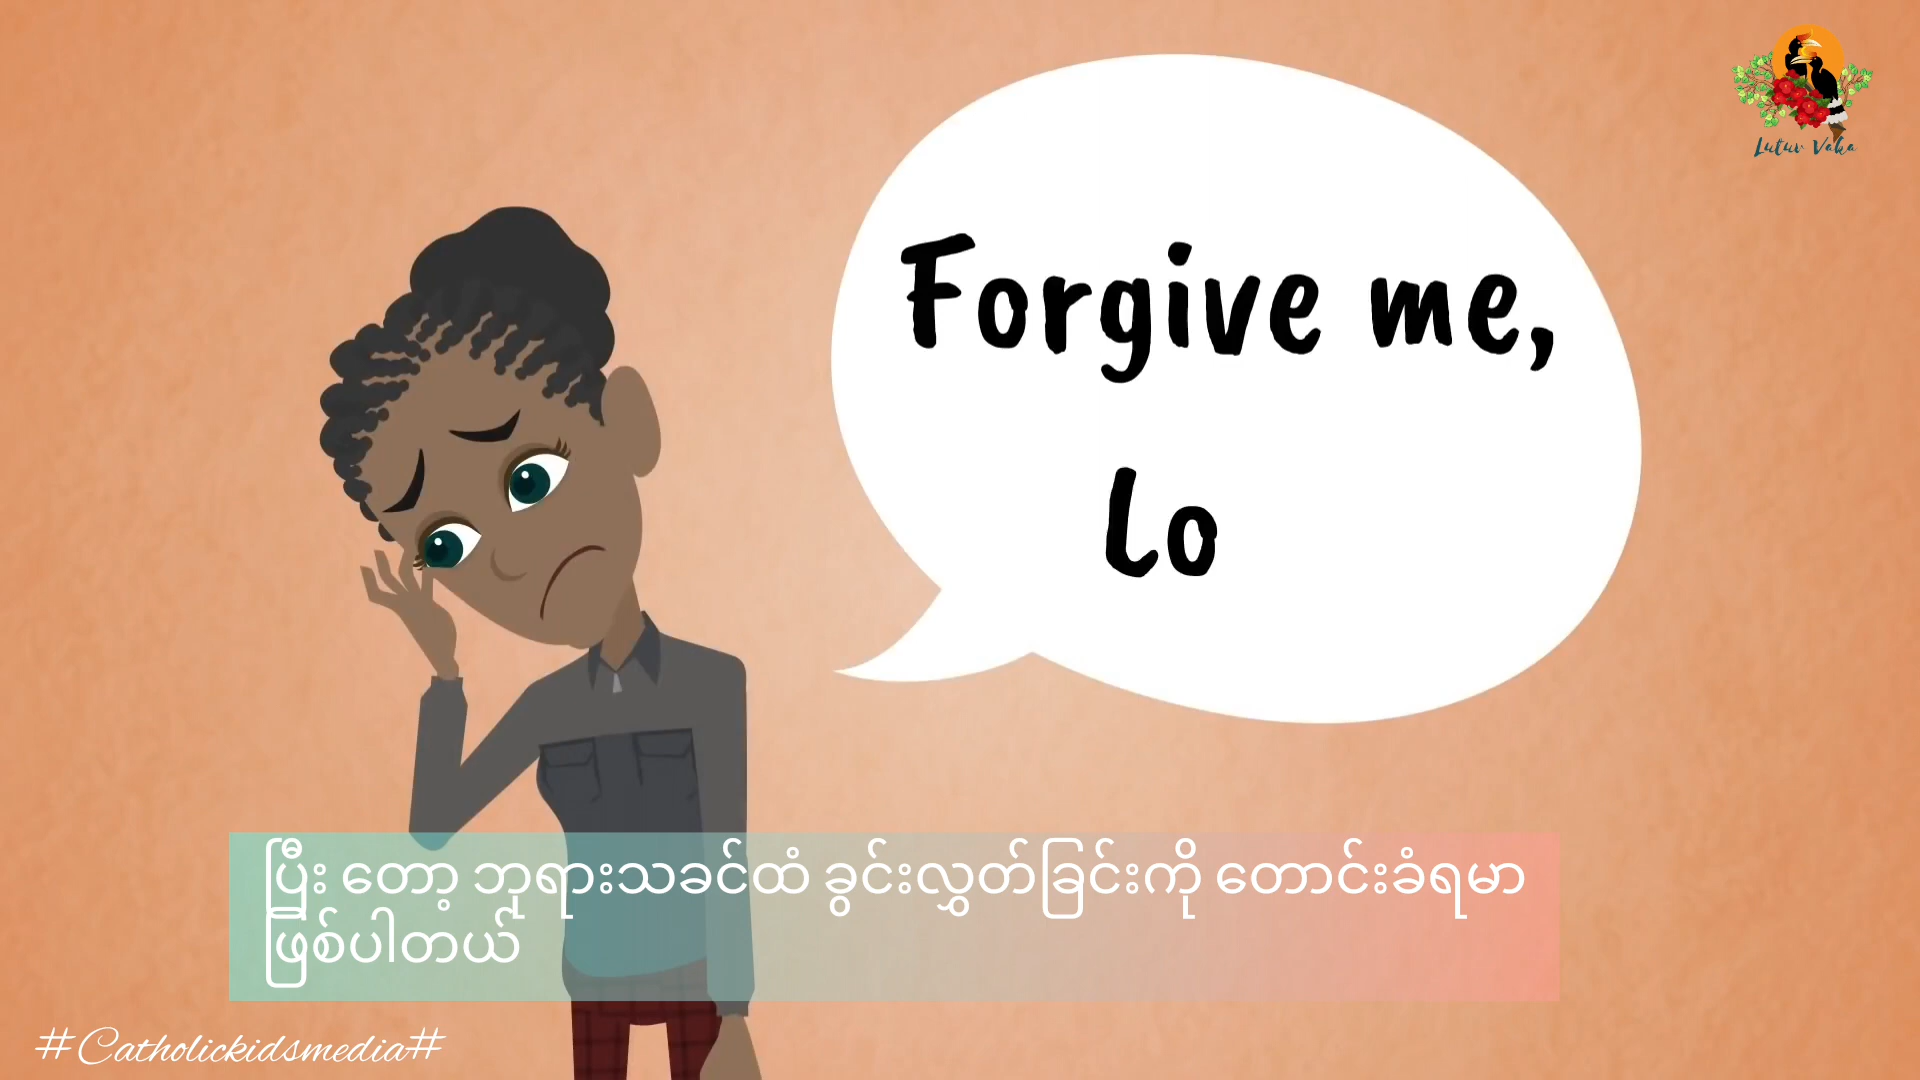 Lutuv Vaka
Forgive me,
Lo
ပြီး တော့ ဘုရားသခင်ထံ ခွင်းလွှတ်ခြင်းကို တောင်းခံရမာ
ဖြစ်ပါတယ်
#Catholickidsmedia#